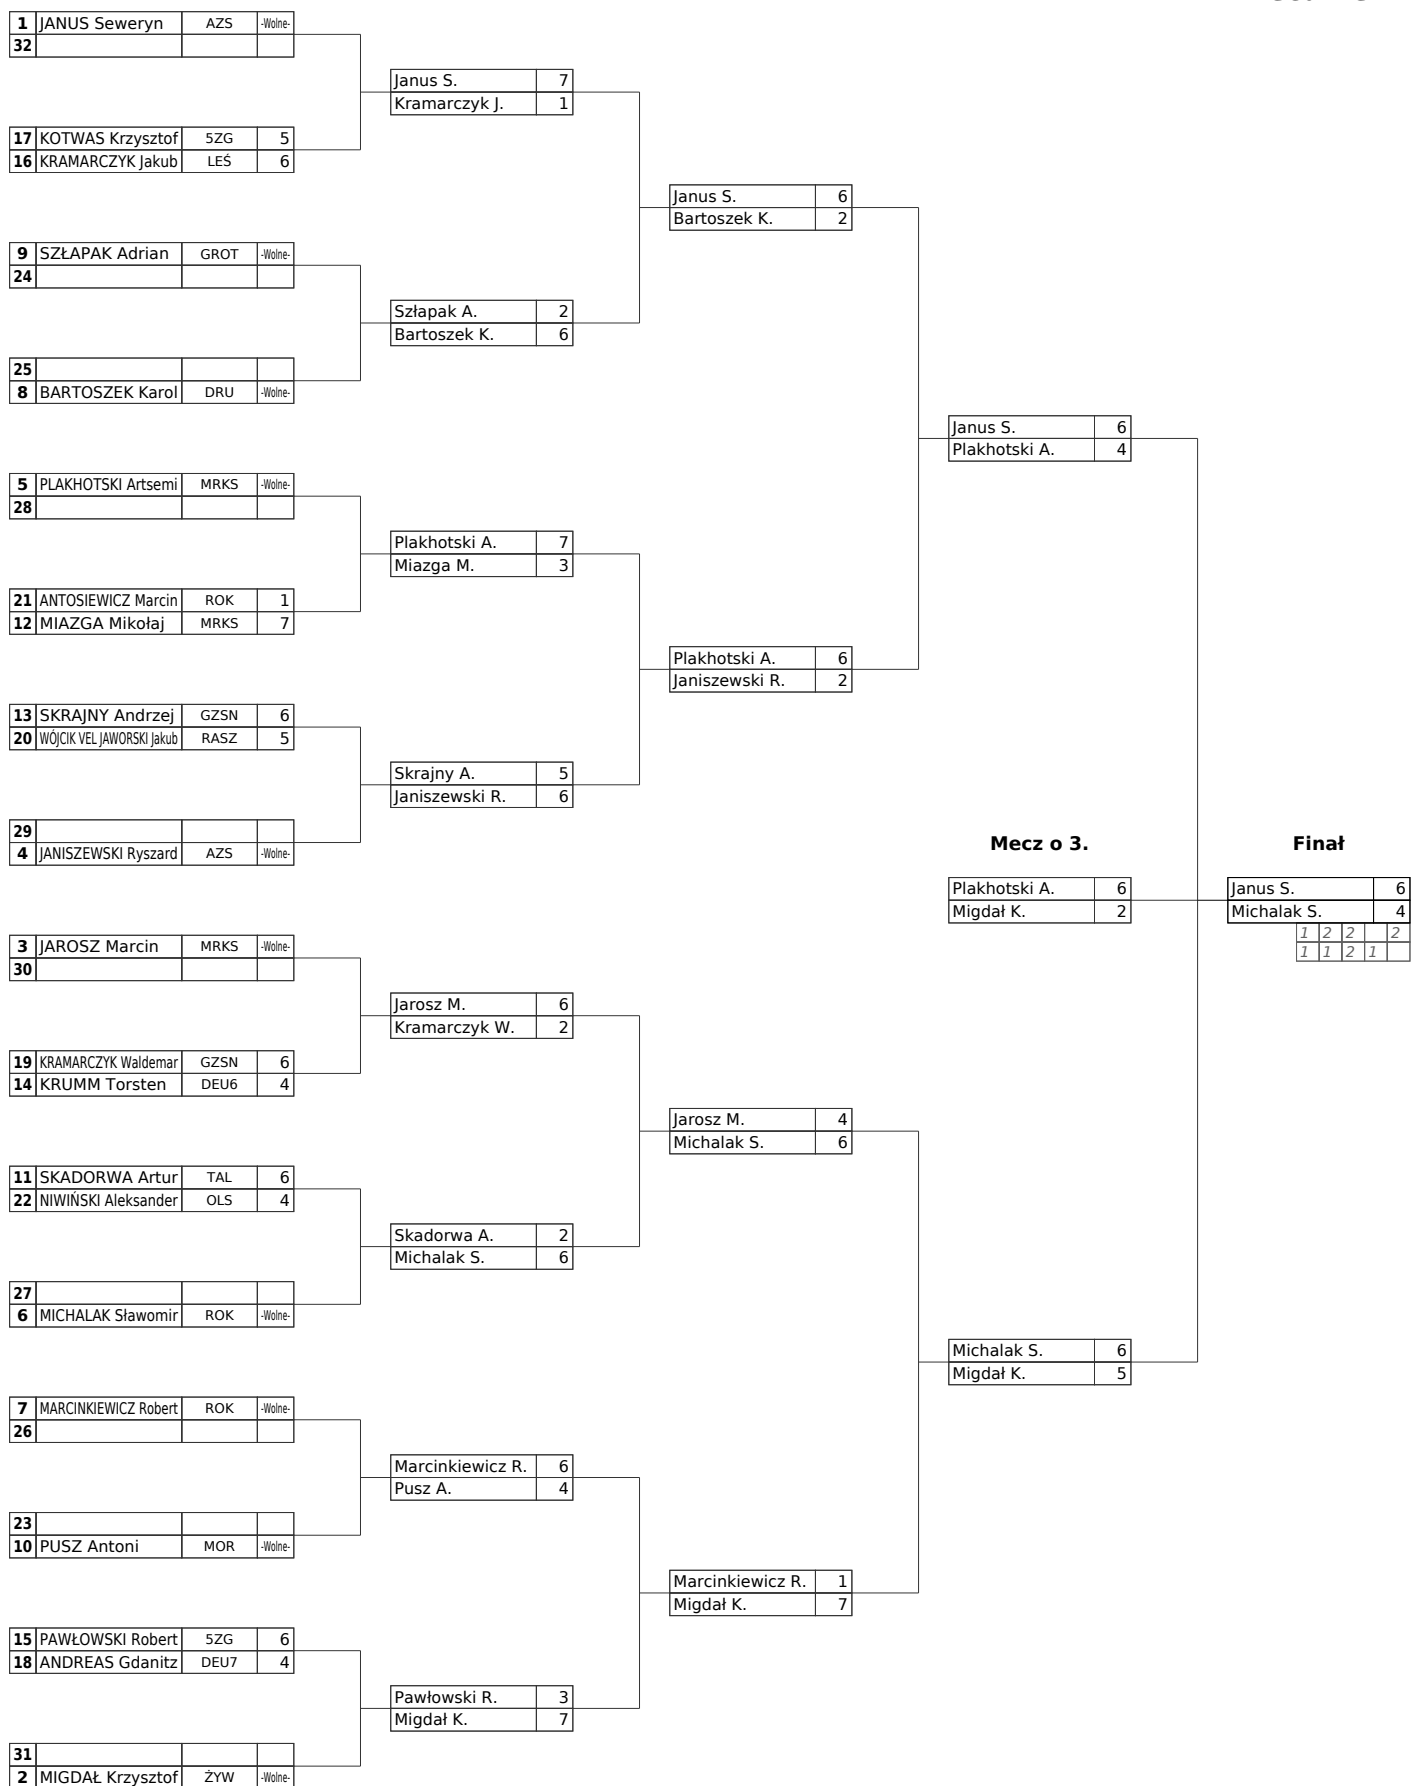 1 JANUS Seweryn AZS -Wolne-
32
Janus S. 7
Kramarczyk J. 1
17 KOTWAS Krzysztof 5ZG 5
16 KRAMARCZYK Jakub LEŚ 6
Janus S. 6
Bartoszek K. 2
9 SZŁAPAK Adrian GROT -Wolne-
24
Szłapak A. 2
Bartoszek K. 6
25
8 BARTOSZEK Karol DRU -Wolne-
Janus S. 6
Plakhotski A. 4
5 PLAKHOTSKI Artsemi MRKS -Wolne-
28
Plakhotski A. 7
Miazga M. 3
21 ANTOSIEWICZ Marcin ROK 1
12 MIAZGA Mikołaj MRKS 7
Plakhotski A. 6
Janiszewski R. 2
13 SKRAJNY Andrzej GZSN 6
20 WÓJCIK VEL JAWORSKI Jakub RASZ 5
Skrajny A. 5
Janiszewski R. 6
29
4 JANISZEWSKI Ryszard AZS -Wolne-
Mecz o 3. Finał
Plakhotski A. 6 Janus S. 6
Migdał K. 2 Michalak S. 4
1 2 2 2
1 1 2 1
3 JAROSZ Marcin MRKS -Wolne-
30
Jarosz M. 6
Kramarczyk W. 2
19 KRAMARCZYK Waldemar GZSN 6
14 KRUMM Torsten DEU6 4
Jarosz M. 4
Michalak S. 6
11 SKADORWA Artur TAL 6
22 NIWIŃSKI Aleksander OLS 4
Skadorwa A. 2
Michalak S. 6
27
6 MICHALAK Sławomir ROK -Wolne-
Michalak S. 6
Migdał K. 5
7 MARCINKIEWICZ Robert ROK -Wolne-
26
Marcinkiewicz R. 6
Pusz A. 4
23
10 PUSZ Antoni MOR -Wolne-
Marcinkiewicz R. 1
Migdał K. 7
15 PAWŁOWSKI Robert 5ZG 6
18 ANDREAS Gdanitz DEU7 4
Pawłowski R. 3
Migdał K. 7
31
2 MIGDAŁ Krzysztof ŻYW -Wolne-